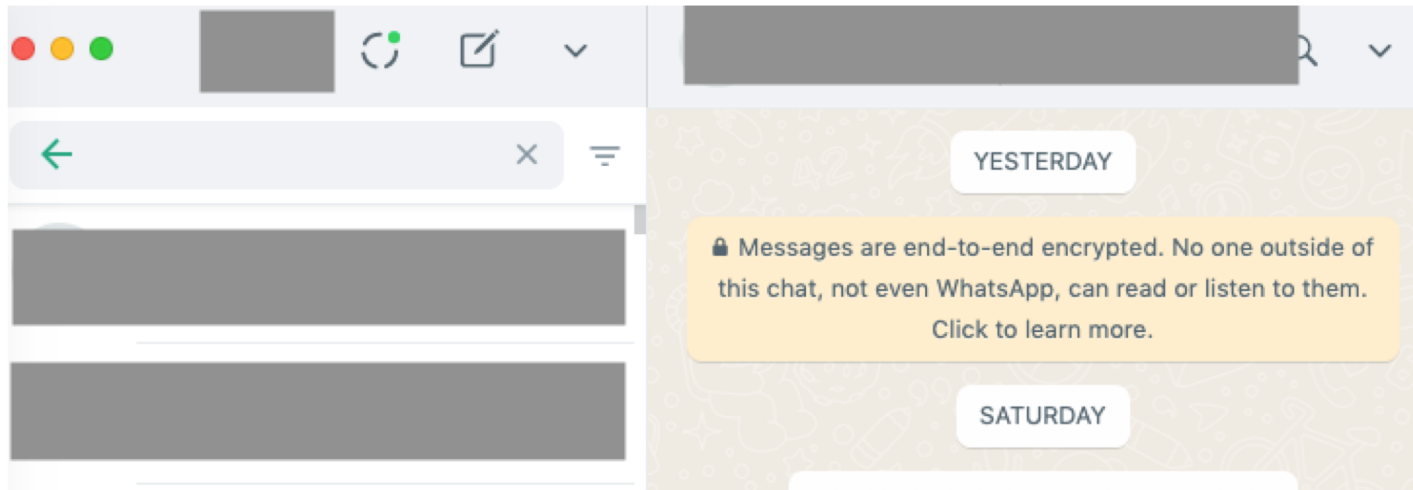 YESTERDAY
Messages are end-to-end encrypted. No one outside of
this chat, not even WhatsApp, can read or listen to them.
Click to learn more.
SATURDAY